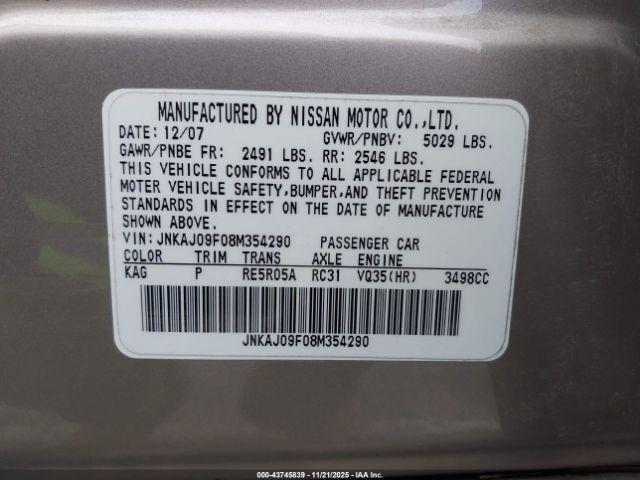 MANUFACTURED BY NISSAN MOTOR CO.,LTD.
DATE: 12/07 GVWR/PNBV: 5029 LBS.
GAWR/PNBE FR: 2491 LBS. RR: 2546 LBS.
THIS VEHICLE CONFORMS TO ALL APPLICABLE FEDERAL
MOTOR VEHICLE SAFETY,BUMPER,AND THEFT PREVENTION
STANDARDS IN EFFECT ON THE DATE OF MANUFACTURE
SHOWN ABOVE.
VIN:JNKAJ09F08M354290 PASSENGER CAR
COLOR TRIM TRANS AXLE ENGINE
KAG P RE5R05A RC31 VQ35(HR) 3498CC
JNKAJ09F08M354290
000-43745839 - 11/21/2025 - IAA Inc.